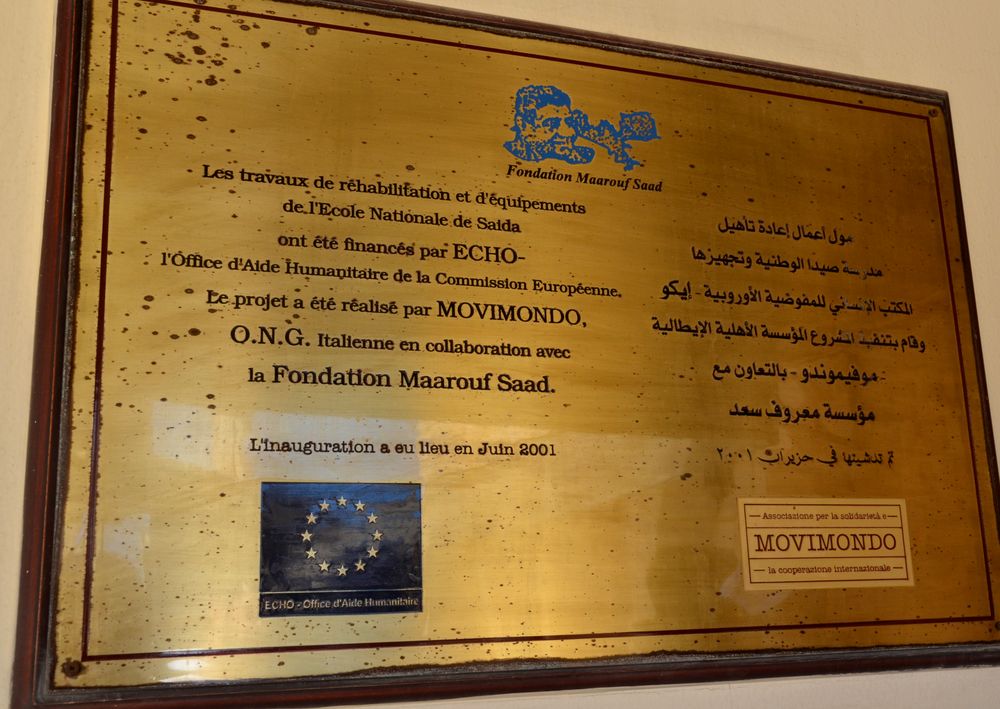 Fondation Maarouf Saad
Les travaux de réhabilitation et d'équipements
de l'Ecole Nationale de Saida
ont été financés par ECHO-
l'Office d'Aide Humanitaire de la Commission Européenne.
Le projet a été réalisé par MOVIMONDO,
O.N.G. Italienne en collaboration avec
la Fondation Maarouf Saad.
L'inauguration a eu lieu en Juin 2001
مول أعمال إعادة تأهيل
مدرسة صيدا الوطنية وتجهيزها
المكتب الإنساني للمفوضية الأوروبية - إيكو
وقام بتنفيذ المشروع المؤسسة الأهلية الإيطالية
- موفيموندو - بالتعاون مع
مؤسسة معروف سعد
تم تدشينها في حزيران ٢٠٠١
ECHO - Office d'Aide Humanitaire
Associazione per la solidarietà e
MOVIMONDO
la cooperazione internazionale